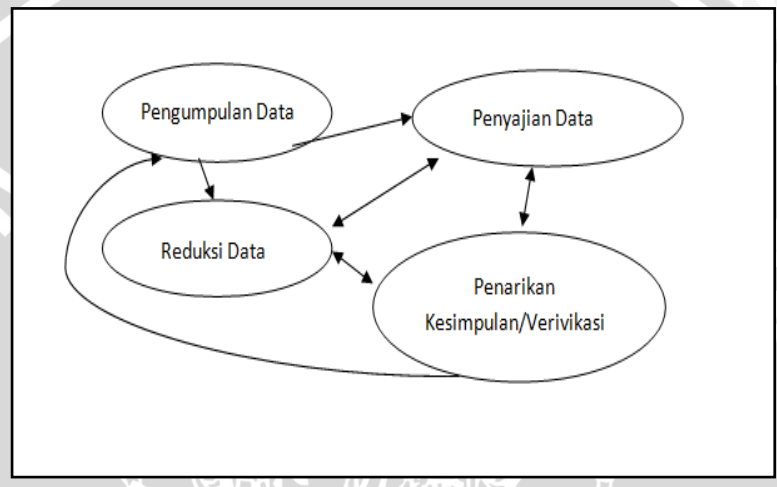 Pengumpulan Data
Penyajian Data
Reduksi Data
Penarikan
Kesimpulan/Verivikasi